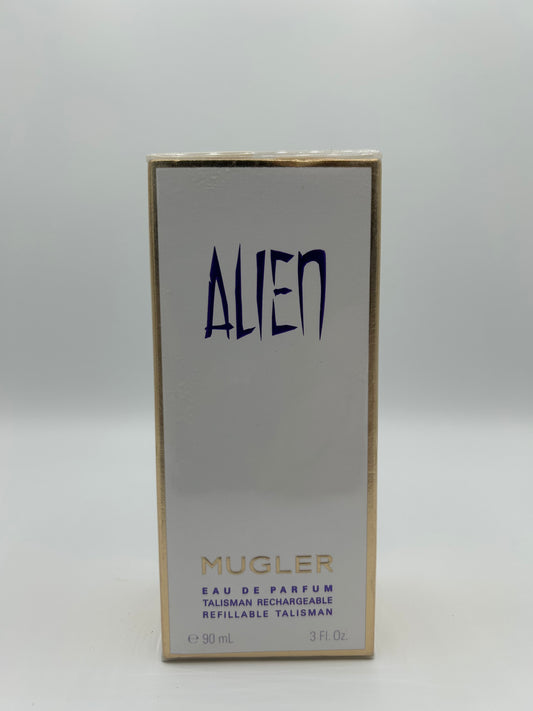 ALIEN
MUGLER
EAU DE PARFUM
TALISMAN RECHARGEABLE
REFILLABLE TALISMAN
℮ 90 mL 3 Fl. Oz.